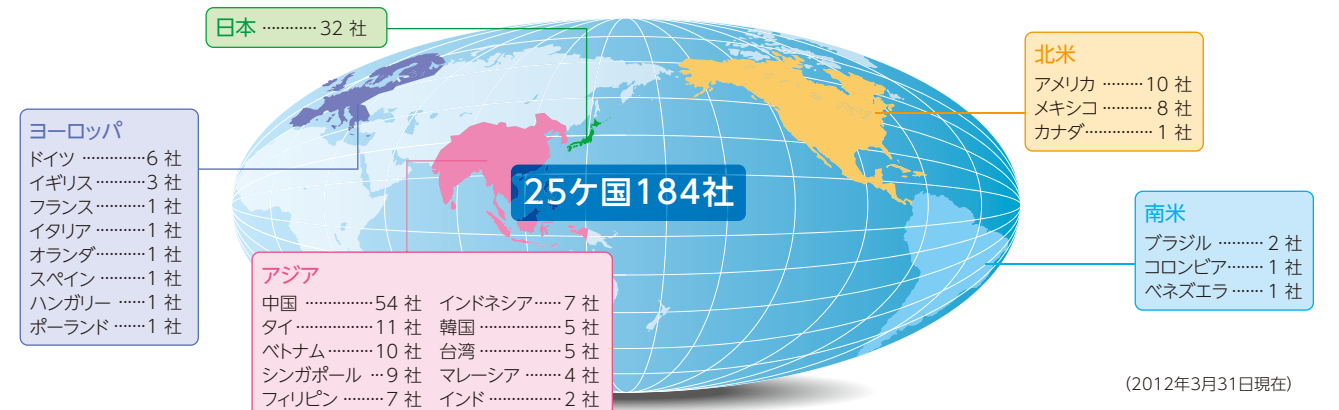 日本 ………… 32 社
北米
アメリカ ……… 10 社
メキシコ ………… 8 社
カナダ…………… 1 社
ヨーロッパ
ドイツ …………… 6 社
イギリス ………… 3 社
フランス ………… 1 社
イタリア ………… 1 社
オランダ ………… 1 社
スペイン ………… 1 社
ハンガリー …… 1 社
ポーランド …… 1 社
25ケ国184社
南米
ブラジル ……… 2 社
コロンビア …… 1 社
ベネズエラ …… 1 社
アジア
中国 …………… 54 社 インドネシア …… 7 社
タイ ……………… 11 社 韓国 ……………… 5 社
ベトナム ……… 10 社 台湾 ……………… 5 社
シンガポール … 9 社 マレーシア ……… 4 社
フィリピン ……… 7 社 インド …………… 2 社
(2012年3月31日現在)